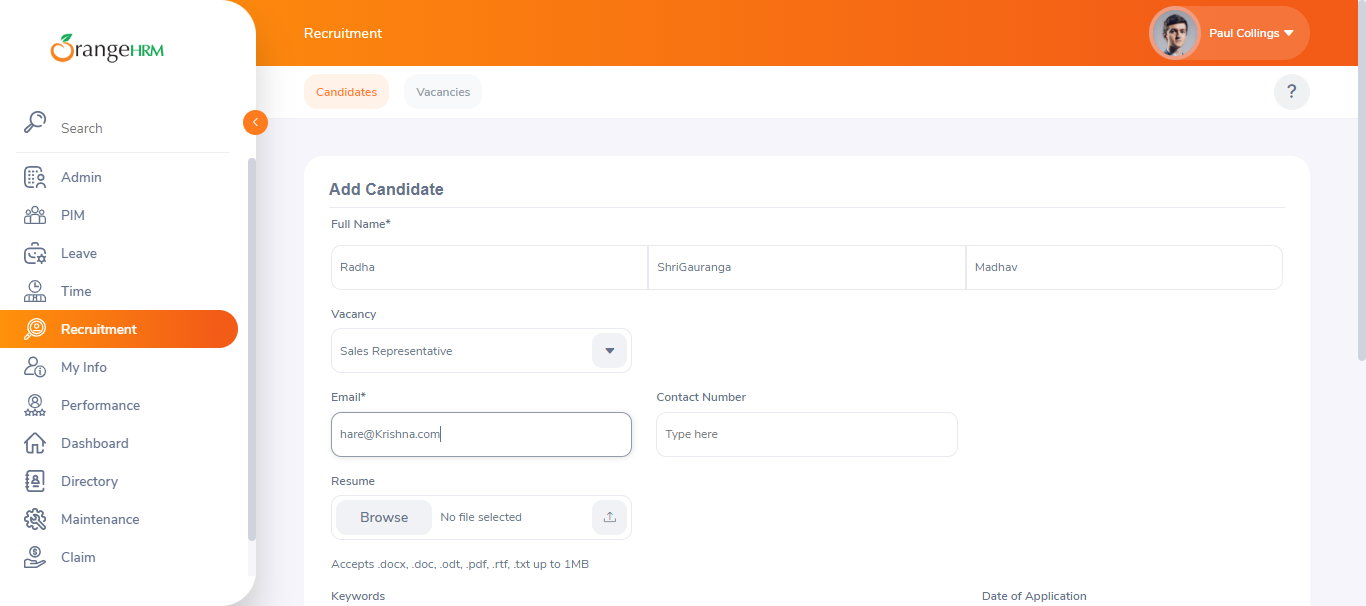 OrangeHRM
Search
Admin
PIM
Leave
Time
Recruitment
My Info
Performance
Dashboard
Directory
Maintenance
Claim
Recruitment
Paul Collings
Candidates Vacancies
?
Add Candidate
Full Name*
Radha ShriGauranga Madhav
Vacancy
Sales Representative
Email* Contact Number
hare@Krishna.com Type here
Resume
Browse No file selected
Accepts .docx, .doc, .odt, .pdf, .rtf, .txt up to 1MB
Keywords Date of Application